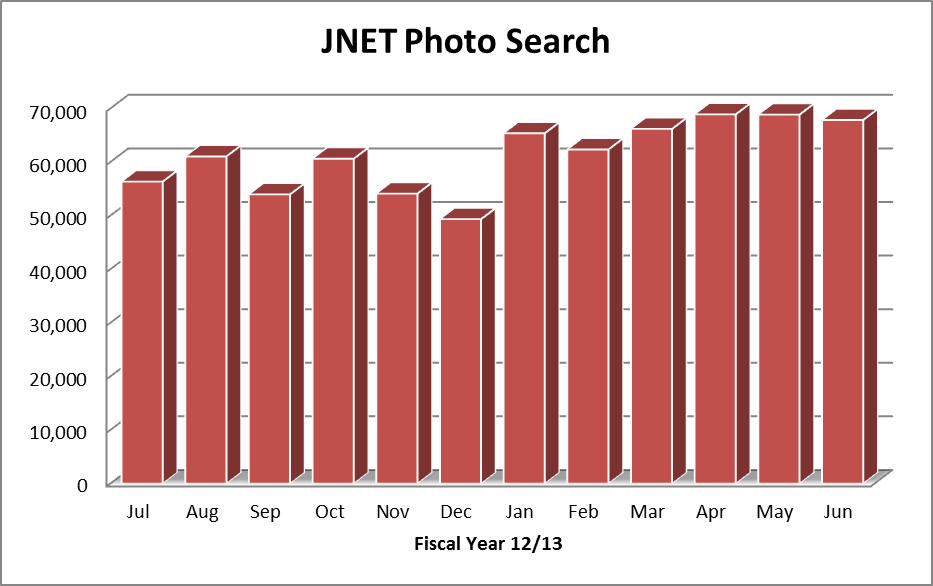 JNET Photo Search
70,000
60,000
50,000
40,000
30,000
20,000
10,000
0
Jul Aug Sep Oct Nov Dec Jan Feb Mar Apr May Jun
Fiscal Year 12/13